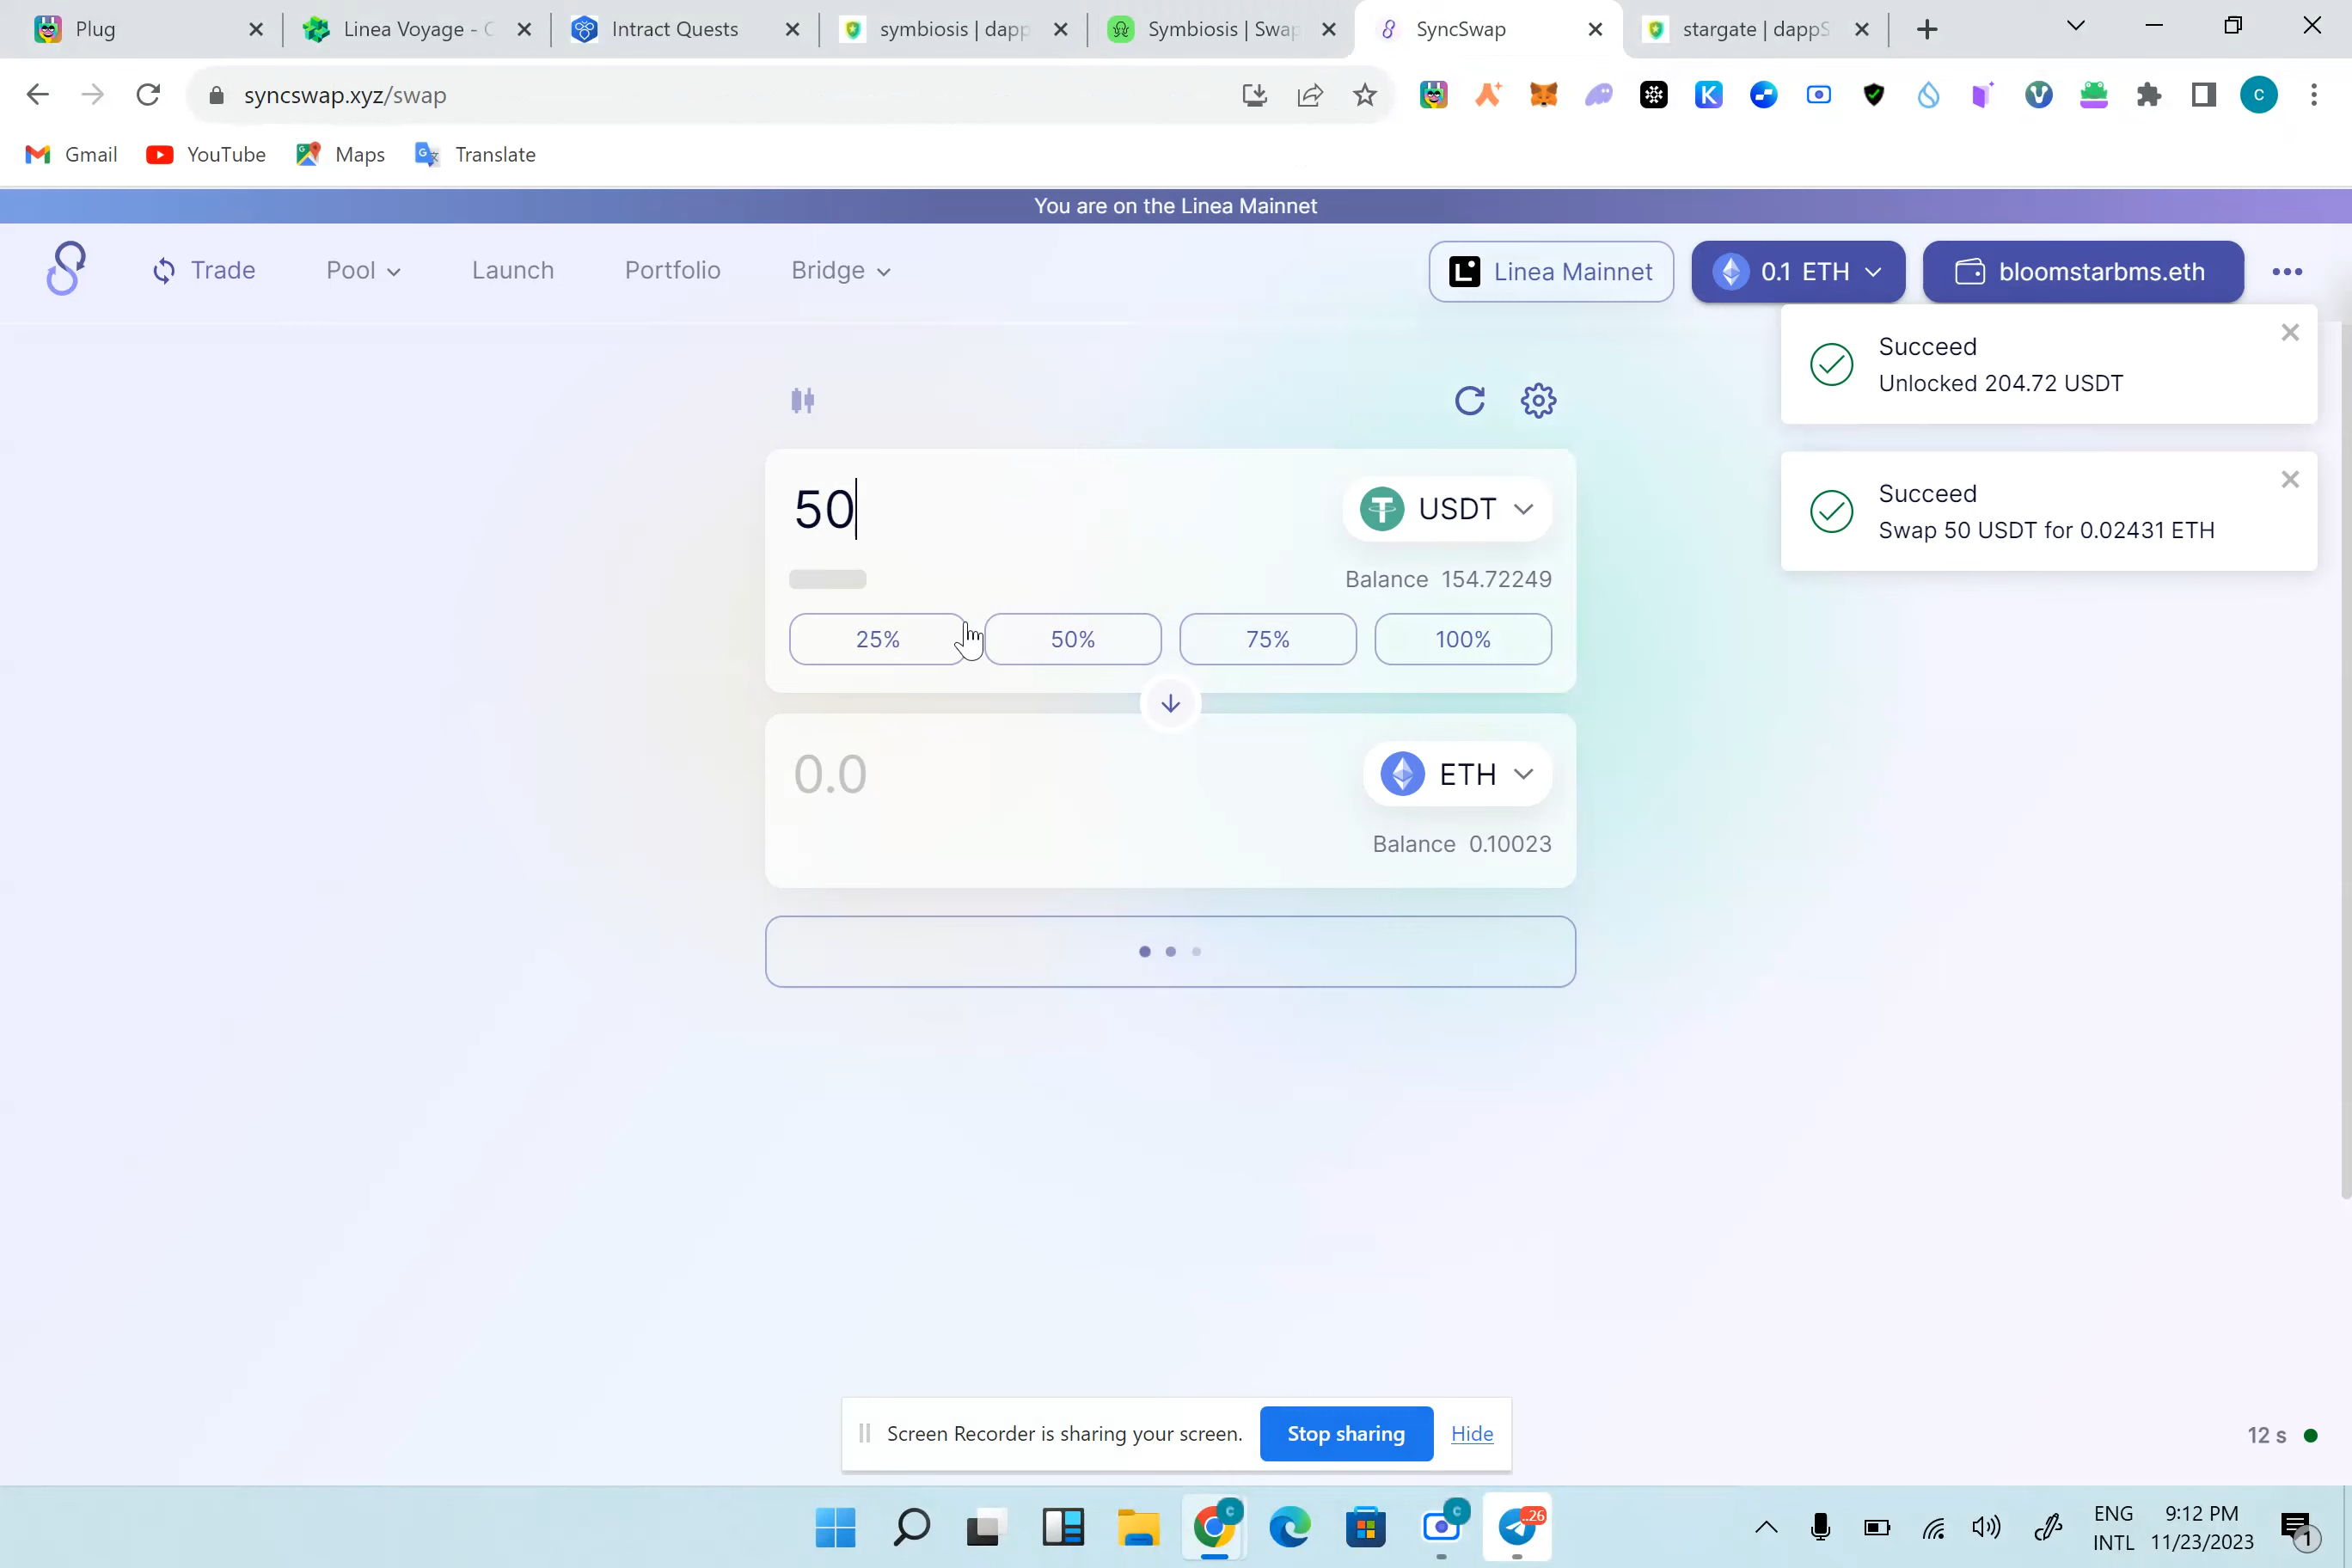 Plug
Linea Voyage - C
Intract Quests
symbiosis | dapp
Symbiosis | Swap
SyncSwap
stargate | dappS
syncswap.xyz/swap
Gmail
YouTube
Maps
Translate
You are on the Linea Mainnet
Trade
Pool
Launch
Portfolio
Bridge
Linea Mainnet
0.1 ETH
bloomstarbms.eth
Succeed
Unlocked 204.72 USDT
Succeed
Swap 50 USDT for 0.02431 ETH
50
USDT
Balance 154.72249
25%
50%
75%
100%
0.0
ETH
Balance 0.10023
Screen Recorder is sharing your screen.
Stop sharing
Hide
12 s
..26
ENG
INTL
9:12 PM
11/23/2023
1